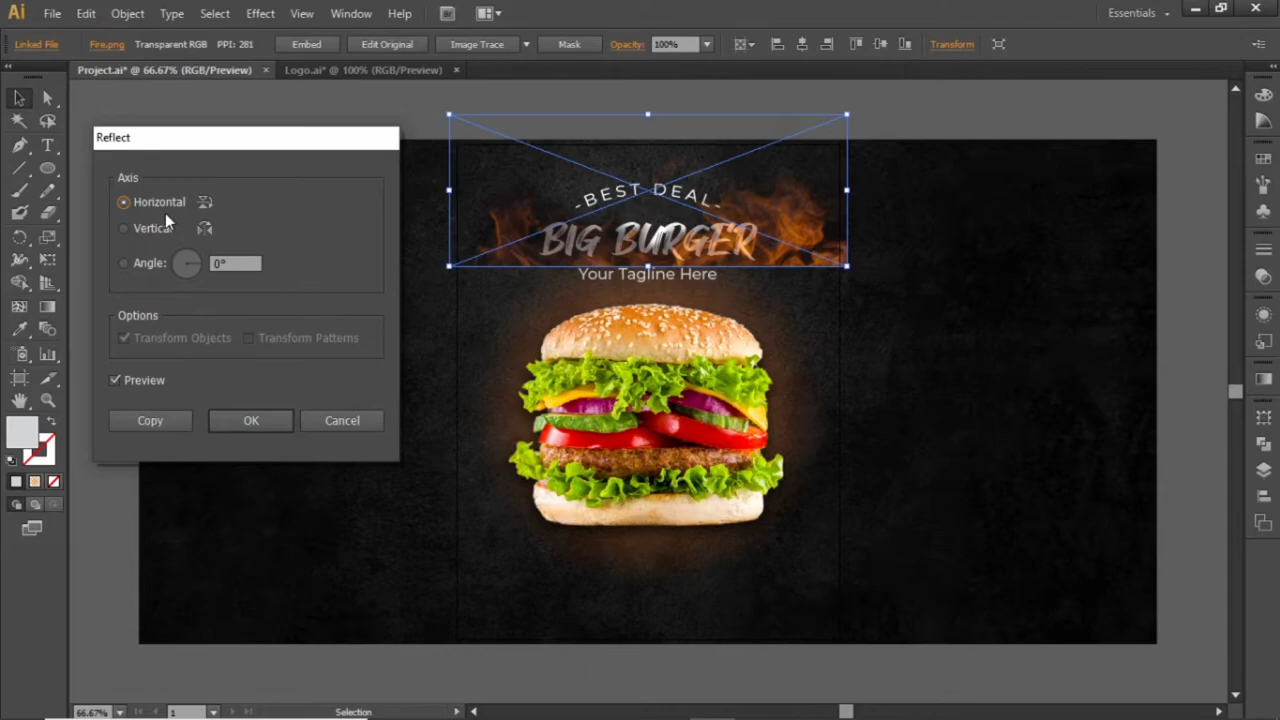 Ai File Edit Object Type Select Effect View Window Help Essentials
Linked File Fire.png Transparent RGB PPI: 281 Embed Edit Original Image Trace Mask Opacity: 100% Transform
Project.ai* @ 66.67% (RGB/Preview) × Logo.ai* @ 100% (RGB/Preview) ×
Reflect
Axis
Horizontal
Vertical
Angle: 0°
Options
Transform Objects Transform Patterns
Preview
Copy OK Cancel
-BEST DEAL-
BIG BURGER
Your Tagline Here
66.67% 1 Selection